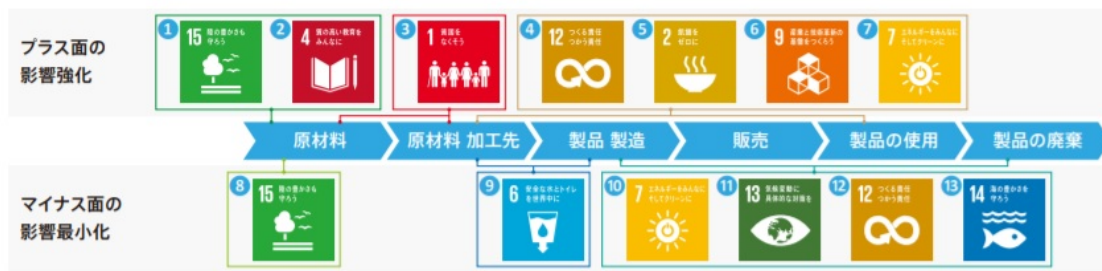 プラス面の
影響強化
1
15 陸の豊かさも
守ろう
2
4 質の高い教育を
みんなに
3
1 貧困を
なくそう
4
12 つくる責任
つかう責任
5
2 飢餓を
ゼロに
6
9 産業と技術革新の
基盤をつくろう
7
7 エネルギーをみんなに
そしてクリーンに
原材料
原材料 加工先
製品 製造
販売
製品の使用
製品の廃棄
マイナス面の
影響最小化
8
15 陸の豊かさも
守ろう
9
6 安全な水とトイレ
を世界中に
10
7 エネルギーをみんなに
そしてクリーンに
11
13 気候変動に
具体的な対策を
12
12 つくる責任
つかう責任
13
14 海の豊かさを
守ろう